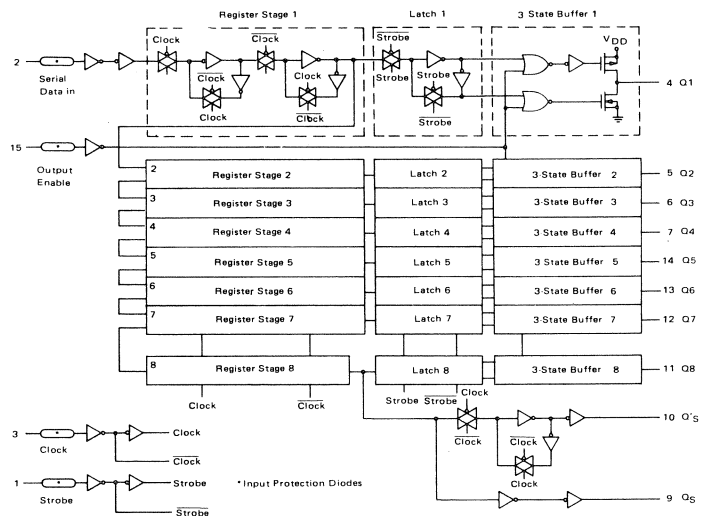 Register Stage 1
Latch 1
3 State Buffer 1
Clock
Clock
Strobe
VDD
2
Serial
Data in
Clock
Clock
Clock
Clock
Clock
Clock
Strobe
Strobe
Strobe
Strobe
4 Q1
15
Output
Enable
2 Register Stage 2 Latch 2 3-State Buffer 2 5 Q2
3 Register Stage 3 Latch 3 3-State Buffer 3 6 Q3
4 Register Stage 4 Latch 4 3-State Buffer 4 7 Q4
5 Register Stage 5 Latch 5 3-State Buffer 5 14 Q5
6 Register Stage 6 Latch 6 3-State Buffer 6 13 Q6
7 Register Stage 7 Latch 7 3-State Buffer 7 12 Q7
8 Register Stage 8 Latch 8 3-State Buffer 8 11 Q8
Clock
Clock
Strobe
Strobe
Clock
Clock
Clock
Clock
10 Q'S
9 QS
3
*
Clock
Clock
Clock
1
*
Strobe
Strobe
Strobe
*Input Protection Diodes